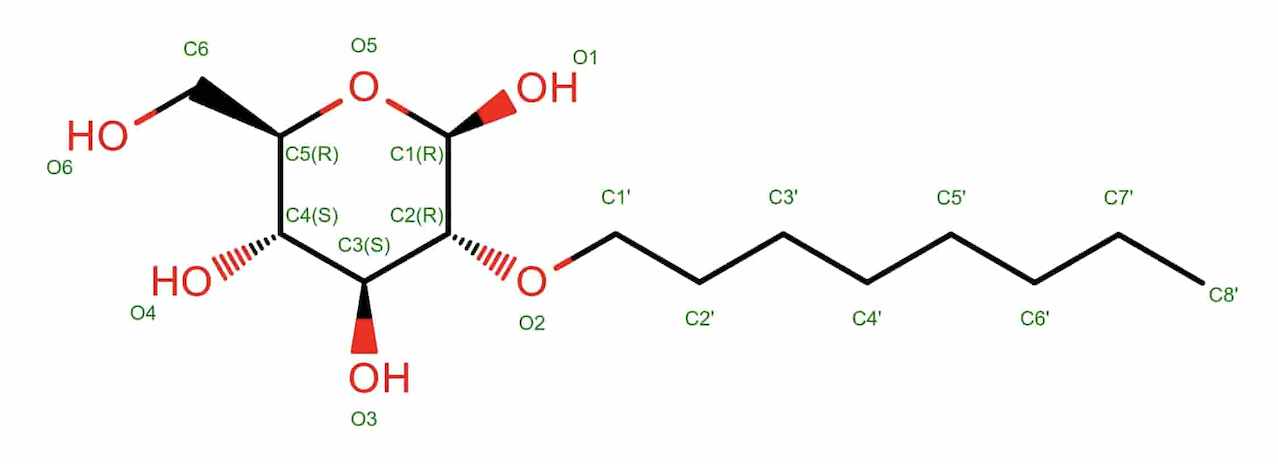 C6
O5
O1
O
OH
HO
O6
C5(R)
C1(R)
C4(S)
C2(R)
C3(S)
C1'
C3'
C5'
C7'
HO
O4
O
O2
C2'
C4'
C6'
C8'
OH
O3